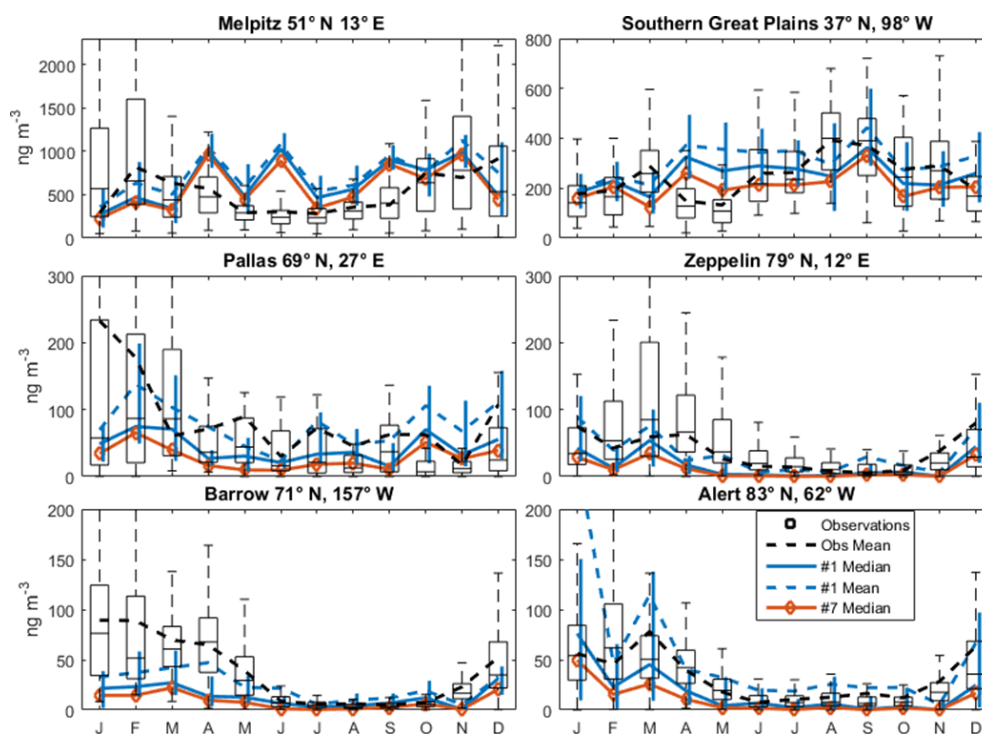 Melpitz 51° N 13° E
Southern Great Plains 37° N, 98° W
ng m-3
2000
1500
1000
500
0
800
600
400
200
0
Pallas 69° N, 27° E
Zeppelin 79° N, 12° E
ng m-3
300
200
100
0
300
200
100
0
Barrow 71° N, 157° W
Alert 83° N, 62° W
ng m-3
200
150
100
50
0
200
150
100
50
0
Observations
Obs Mean
#1 Median
#1 Mean
#7 Median
J F M A M J J A S O N D
J F M A M J J A S O N D